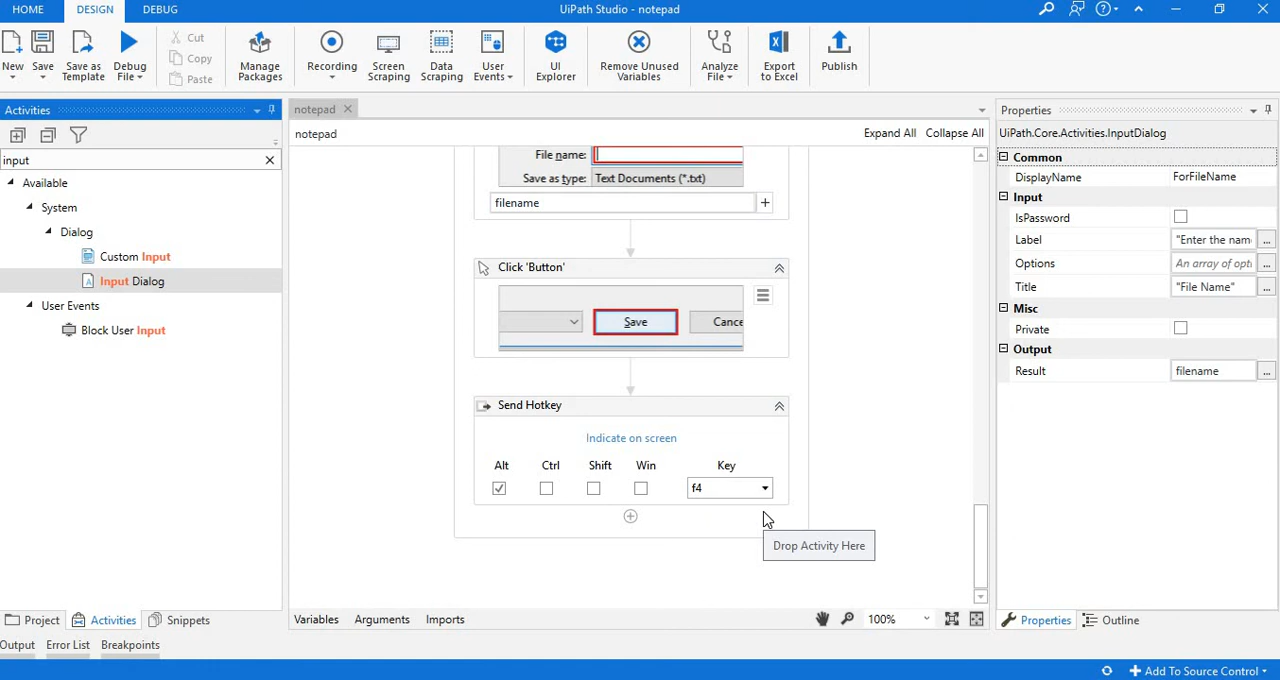 HOME
DESIGN
DEBUG
UiPath Studio - notepad
New
Save
Save as Template
Debug File
Cut
Copy
Paste
Manage Packages
Recording
Screen Scraping
Data Scraping
User Events
UI Explorer
Remove Unused Variables
Analyze File
Export to Excel
Publish
Activities
notepad
Properties
notepad
Expand All
Collapse All
UiPath.Core.Activities.InputDialog
input
Available
System
Dialog
Custom Input
Input Dialog
User Events
Block User Input
File name:
Save as type:
Text Documents (*.txt)
filename
Click 'Button'
Save
Cance
Send Hotkey
Indicate on screen
Alt
Ctrl
Shift
Win
Key
f4
Drop Activity Here
Common
DisplayName
ForFileName
Input
IsPassword
Label
"Enter the nam
...
Options
An array of opti
...
Title
"File Name"
...
Misc
Private
Output
Result
filename
...
Project
Activities
Snippets
Variables
Arguments
Imports
100%
Properties
Outline
Output
Error List
Breakpoints
Add To Source Control